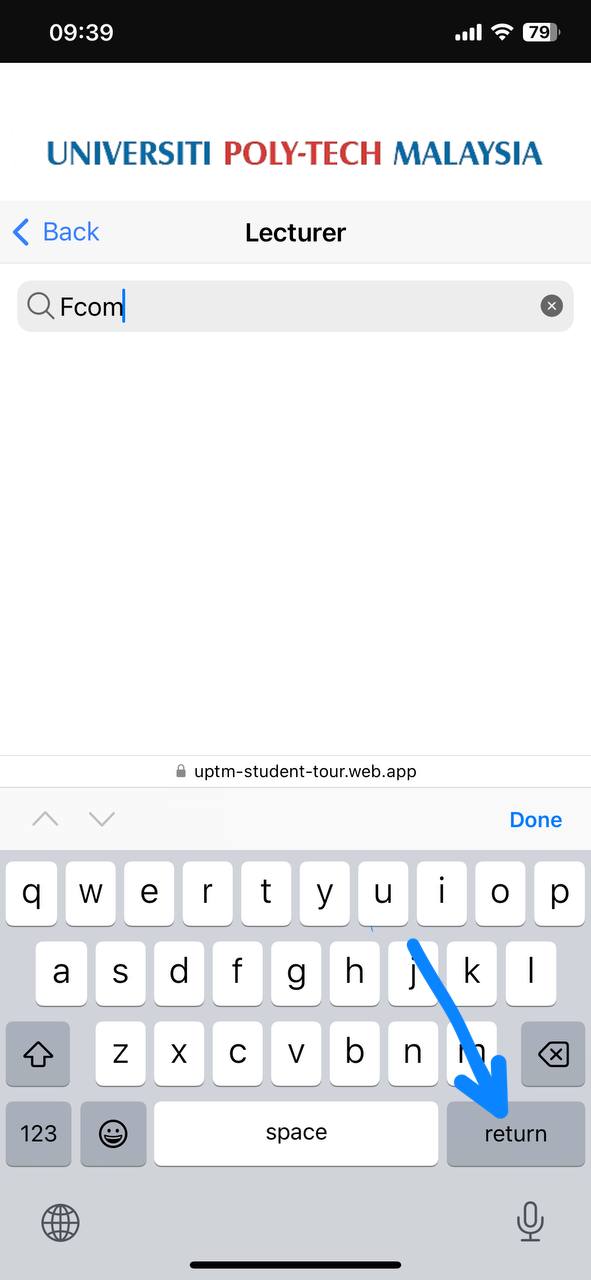 09:39
79
UNIVERSITI POLY-TECH MALAYSIA
Back
Lecturer
Fcom
uptm-student-tour.web.app
Done
q w e r t y u i o p
a s d f g h j k l
z x c v b n m
123 space return